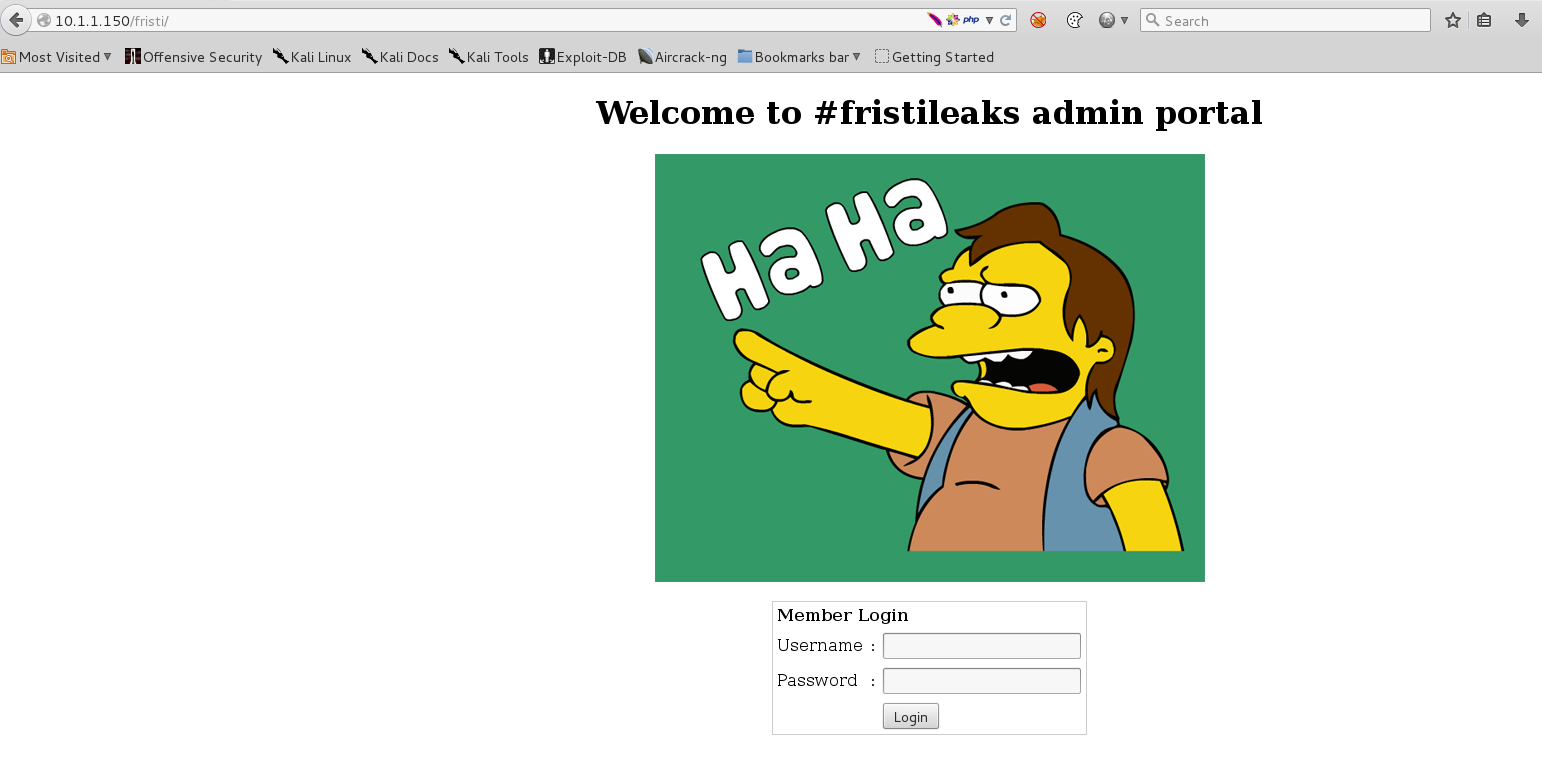 10.1.1.150/fristi/ php Search
Most Visited Offensive Security Kali Linux Kali Docs Kali Tools Exploit-DB Aircrack-ng Bookmarks bar Getting Started
Welcome to #fristileaks admin portal
Ha Ha
Member Login
Username :
Password :
Login